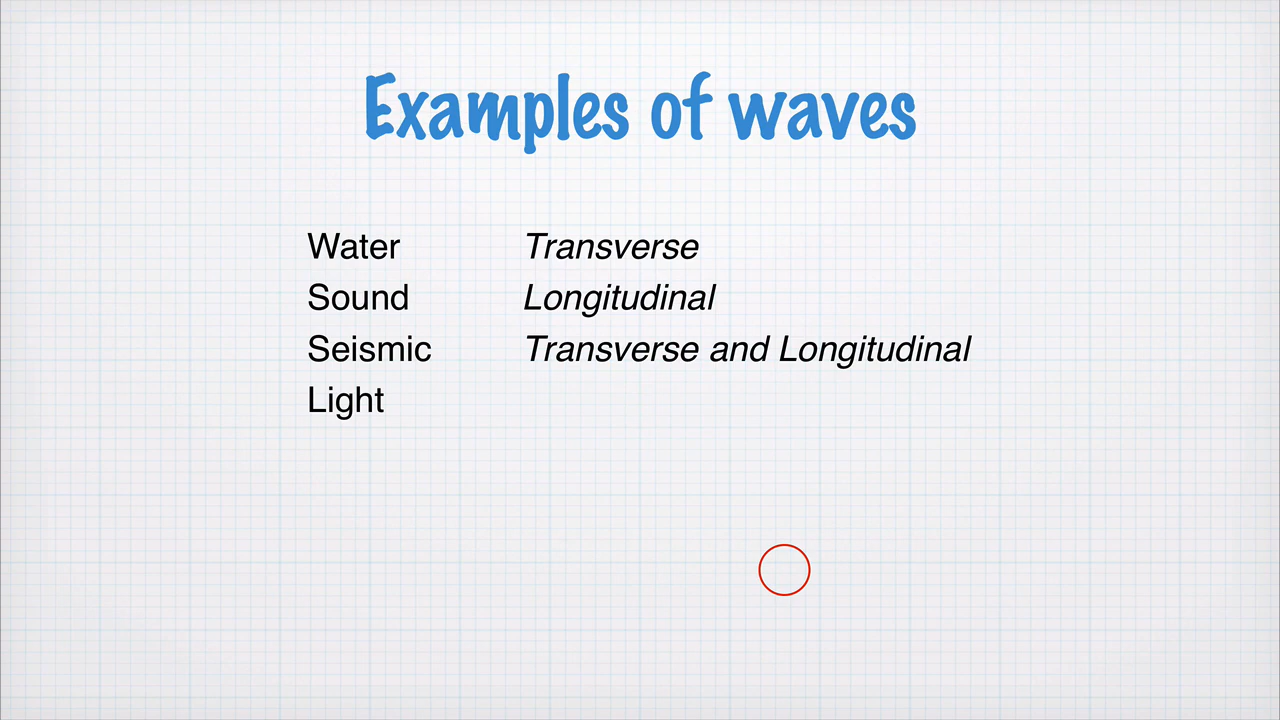 Examples of waves
Water Transverse
Sound Longitudinal
Seismic Transverse and Longitudinal
Light